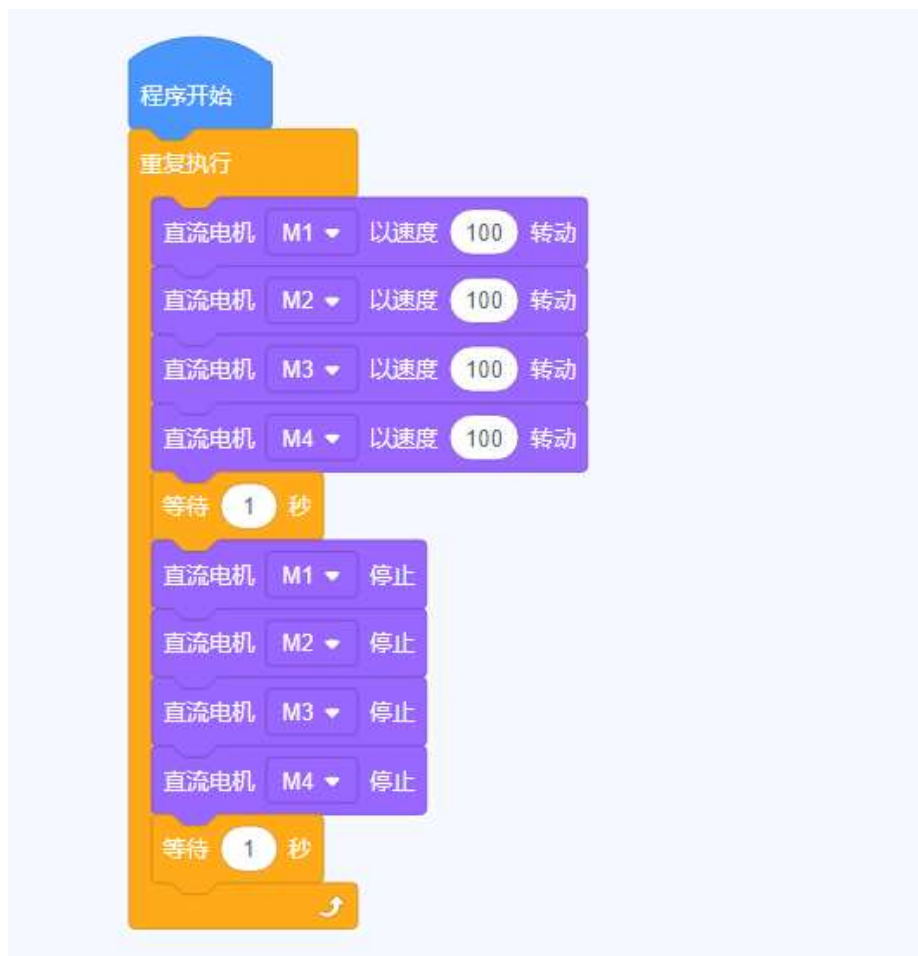 程序开始
重复执行
直流电机 M1 以速度 100 转动
直流电机 M2 以速度 100 转动
直流电机 M3 以速度 100 转动
直流电机 M4 以速度 100 转动
等待 1 秒
直流电机 M1 停止
直流电机 M2 停止
直流电机 M3 停止
直流电机 M4 停止
等待 1 秒